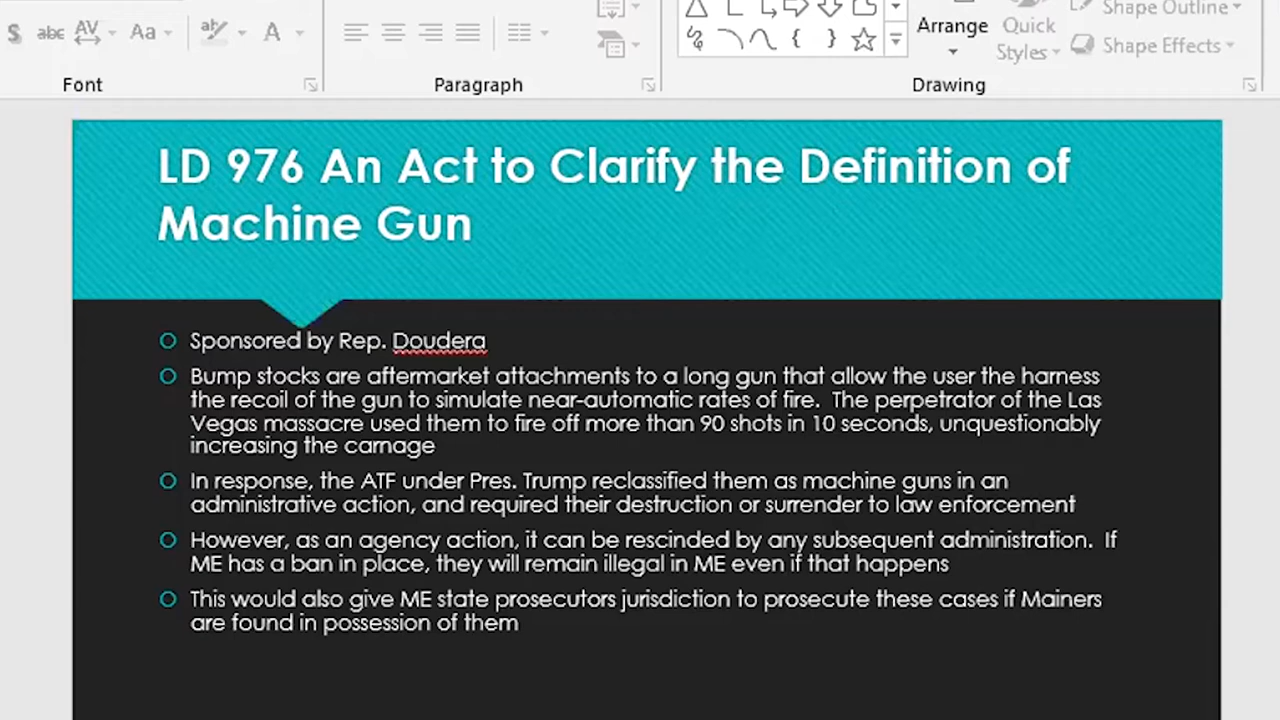 S abc AV Aa A
Arrange
Quick
Styles
Shape Outline
Shape Effects
Font
Paragraph
Drawing
LD 976 An Act to Clarify the Definition of
Machine Gun
Sponsored by Rep. Doudera
Bump stocks are aftermarket attachments to a long gun that allow the user the harness
the recoil of the gun to simulate near-automatic rates of fire. The perpetrator of the Las
Vegas massacre used them to fire off more than 90 shots in 10 seconds, unquestionably
increasing the carnage
In response, the ATF under Pres. Trump reclassified them as machine guns in an
administrative action, and required their destruction or surrender to law enforcement
However, as an agency action, it can be rescinded by any subsequent administration. If
ME has a ban in place, they will remain illegal in ME even if that happens
This would also give ME state prosecutors jurisdiction to prosecute these cases if Mainers
are found in possession of them